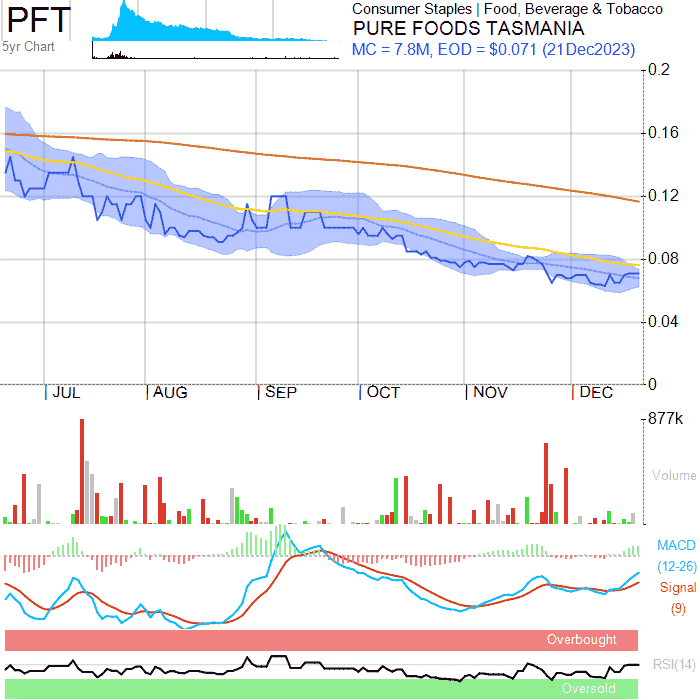 PFT
5yr Chart
Consumer Staples | Food, Beverage & Tobacco
PURE FOODS TASMANIA
MC = 7.8M, EOD = $0.071 (21Dec2023)
0.2
0.16
0.12
0.08
0.04
0
JUL AUG SEP OCT NOV DEC
877k
Volume
MACD
(12-26)
Signal
(9)
Overbought
RSI(14)
Oversold